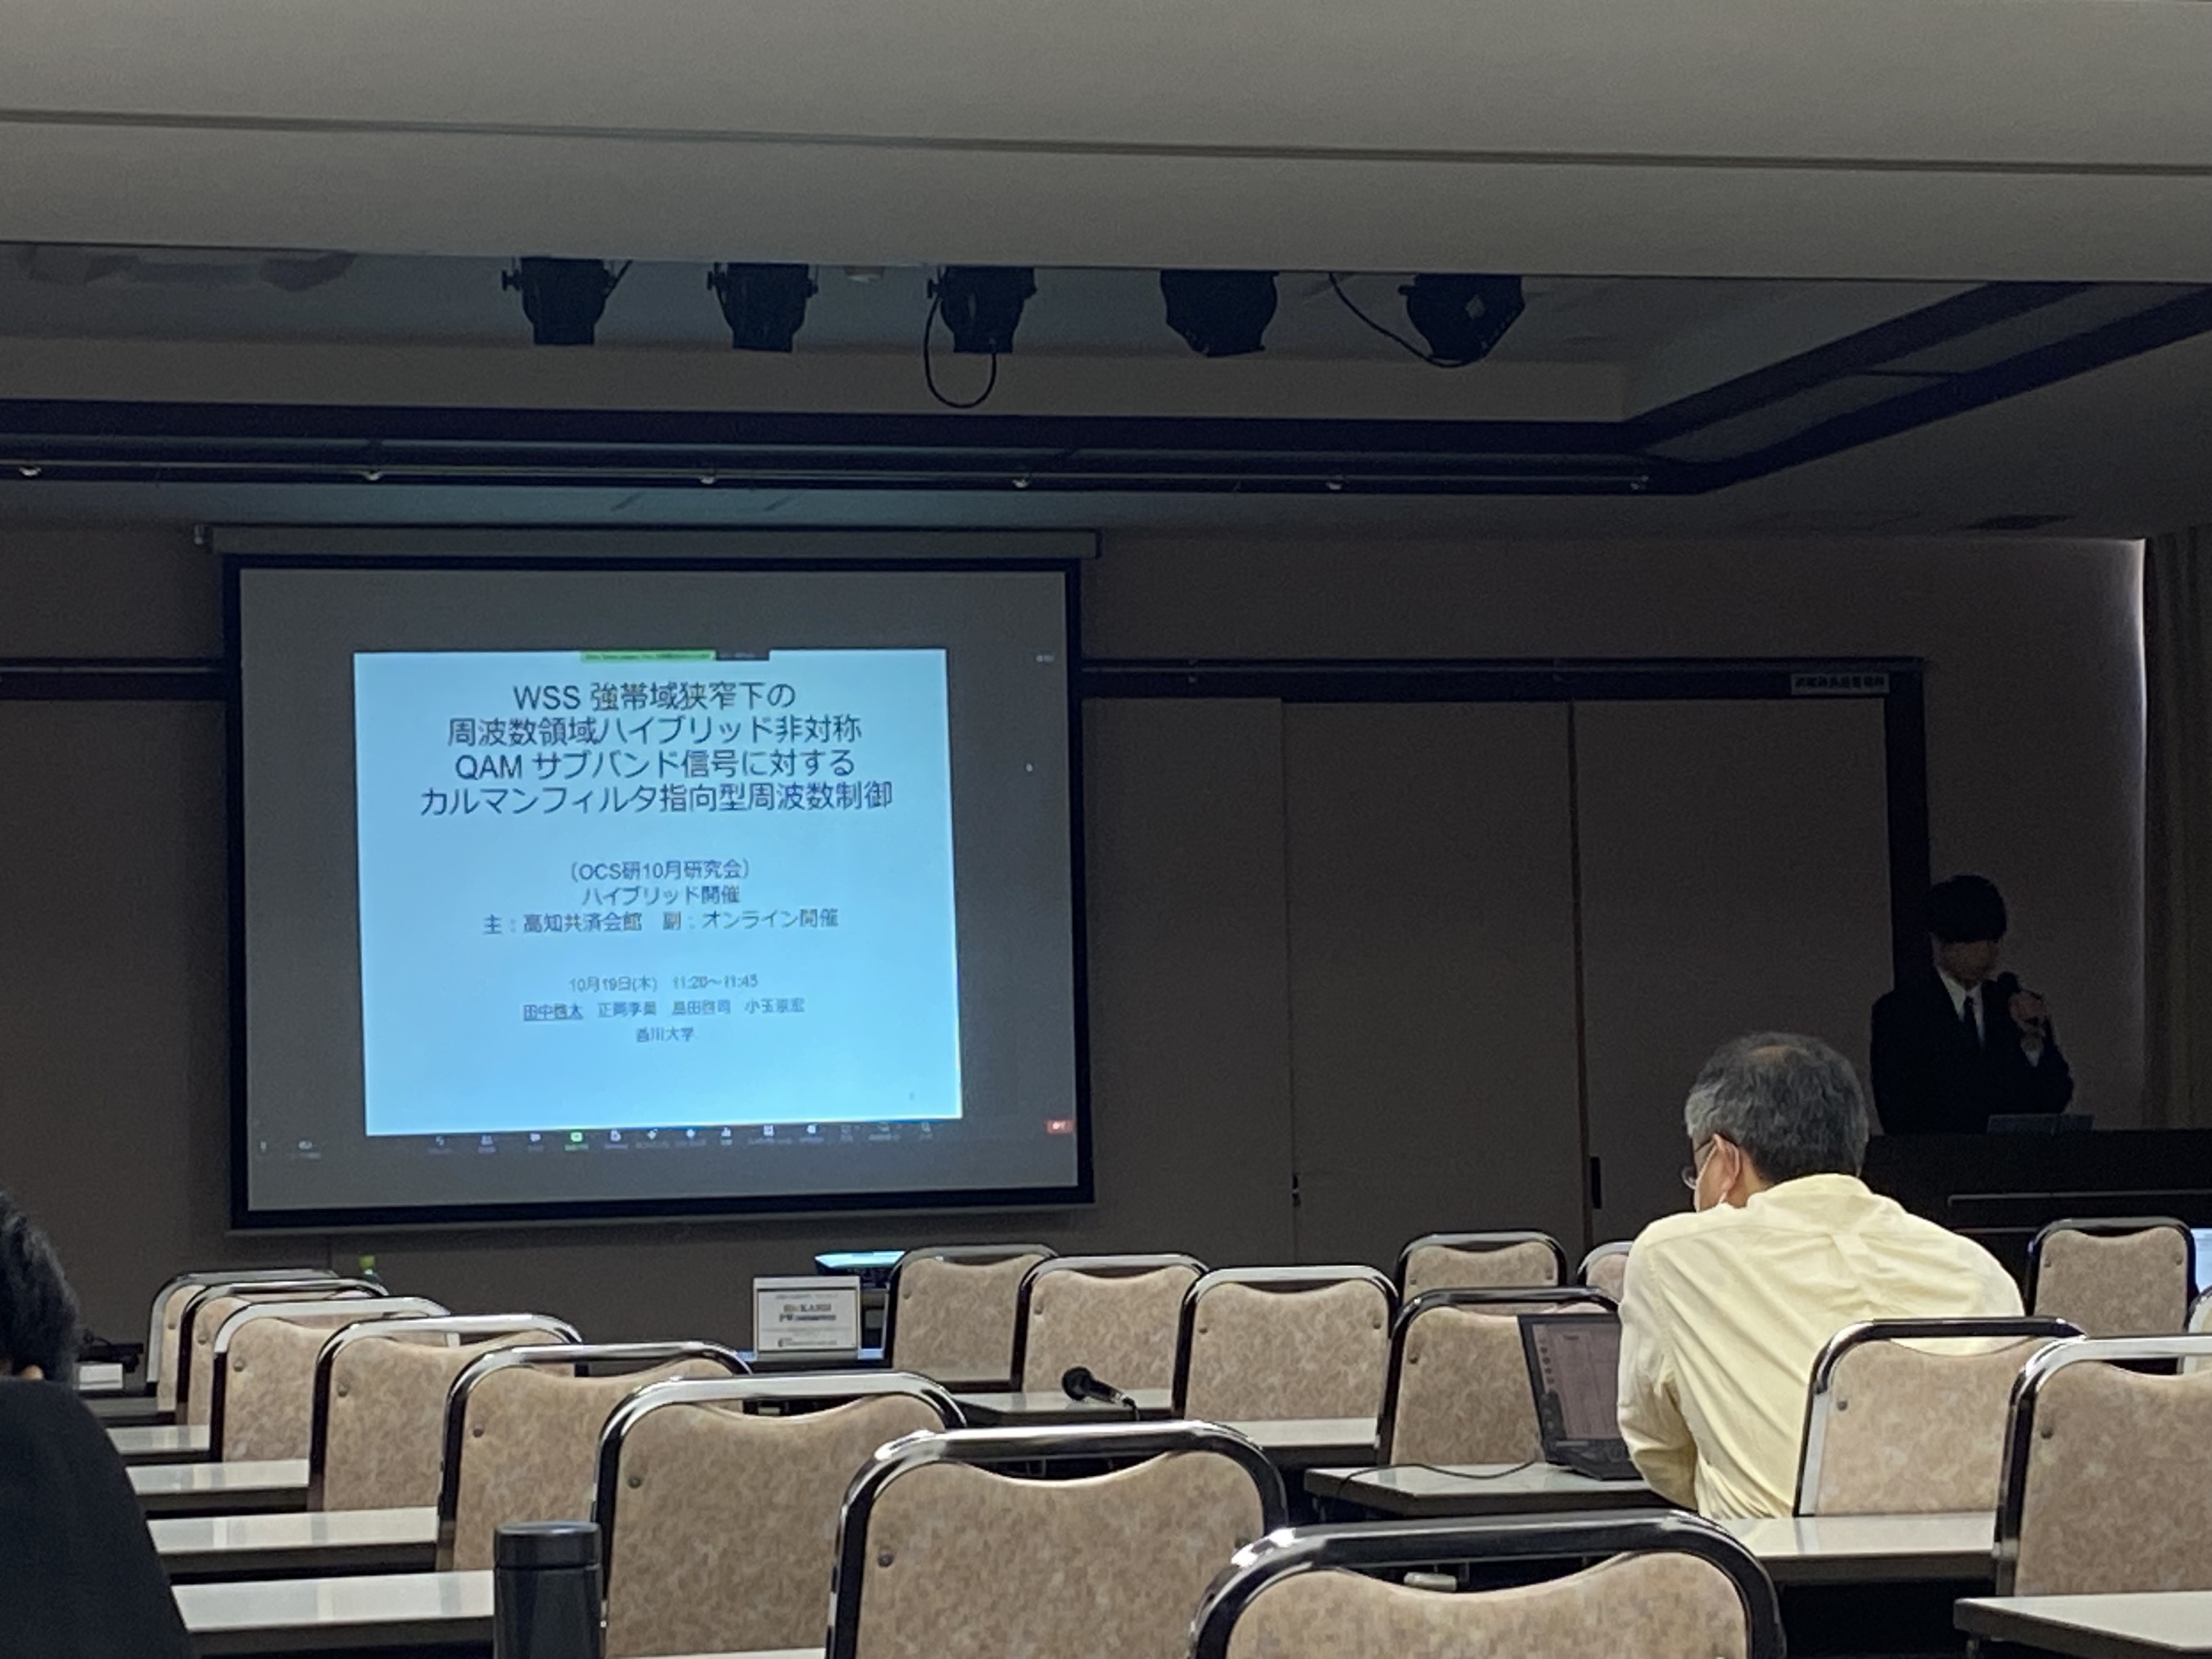 WSS 強帯域狭窄下の
周波数領域ハイブリッド非対称
QAM サブバンド信号に対する
カルマンフィルタ指向型周波数制御
（OCS研10月研究会）
ハイブリッド開催
主：高知共済会館　副：オンライン開催
10月19日(木)　11:20～11:45
田中啓太　正岡　島田啓司　小玉崇宏
香川大学